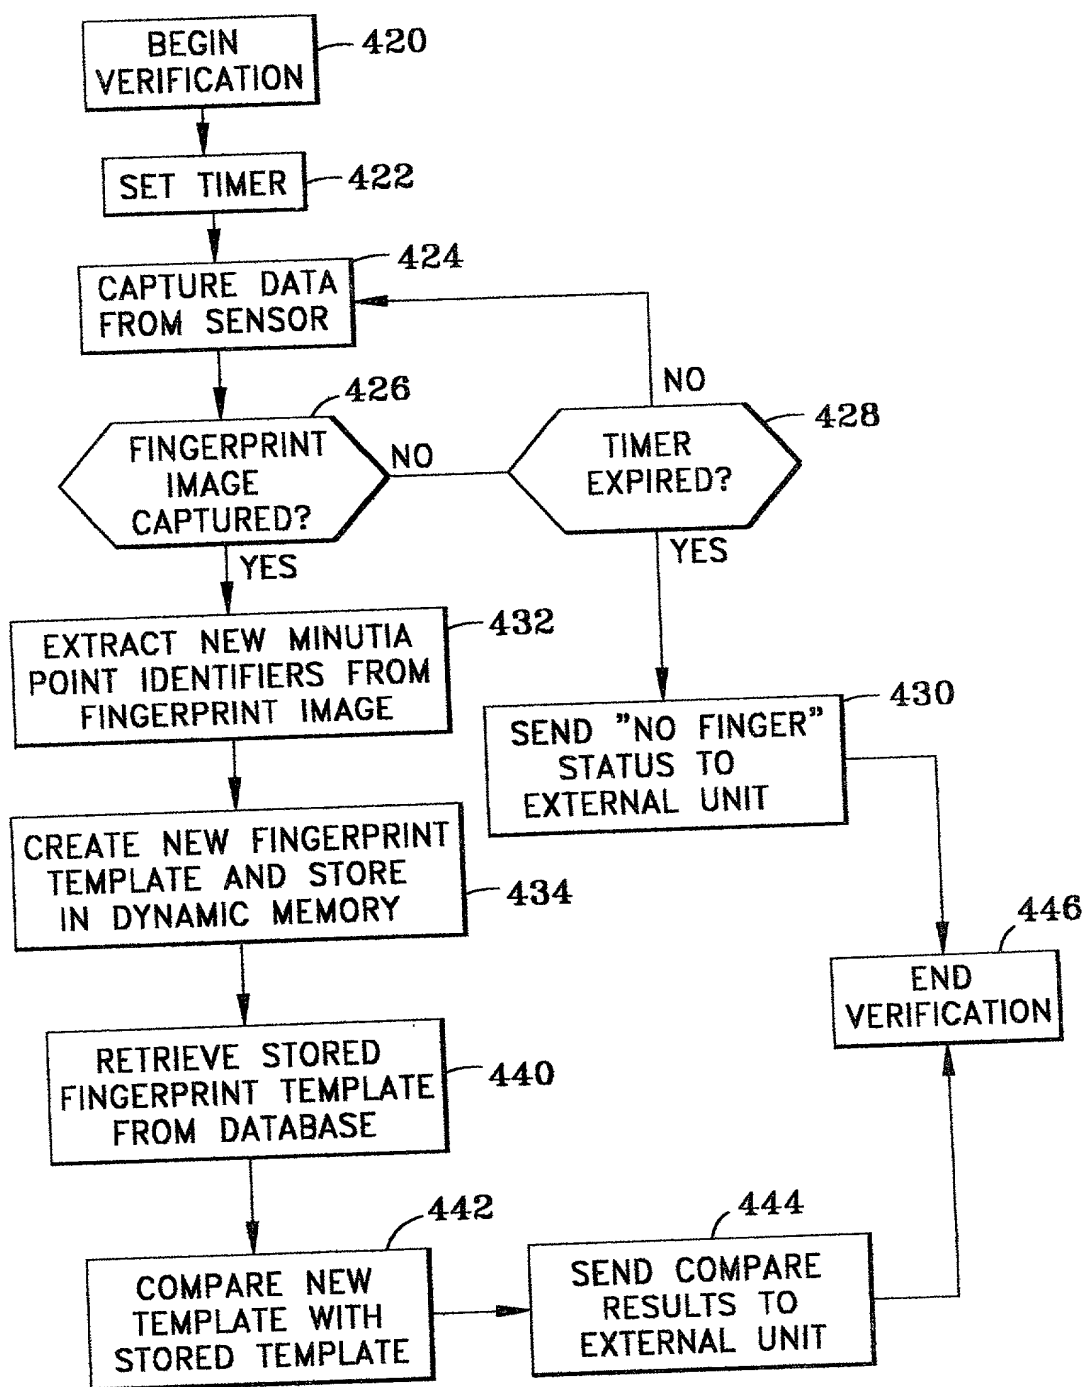 BEGIN
VERIFICATION
420
SET TIMER
422
CAPTURE DATA
FROM SENSOR
424
FINGERPRINT
IMAGE
CAPTURED?
426
NO
YES
TIMER
EXPIRED?
428
NO
YES
EXTRACT NEW MINUTIA
POINT IDENTIFIERS FROM
FINGERPRINT IMAGE
432
SEND "NO FINGER"
STATUS TO
EXTERNAL UNIT
430
CREATE NEW FINGERPRINT
TEMPLATE AND STORE
IN DYNAMIC MEMORY
434
END
VERIFICATION
446
RETRIEVE STORED
FINGERPRINT TEMPLATE
FROM DATABASE
440
COMPARE NEW
TEMPLATE WITH
STORED TEMPLATE
442
SEND COMPARE
RESULTS TO
EXTERNAL UNIT
444